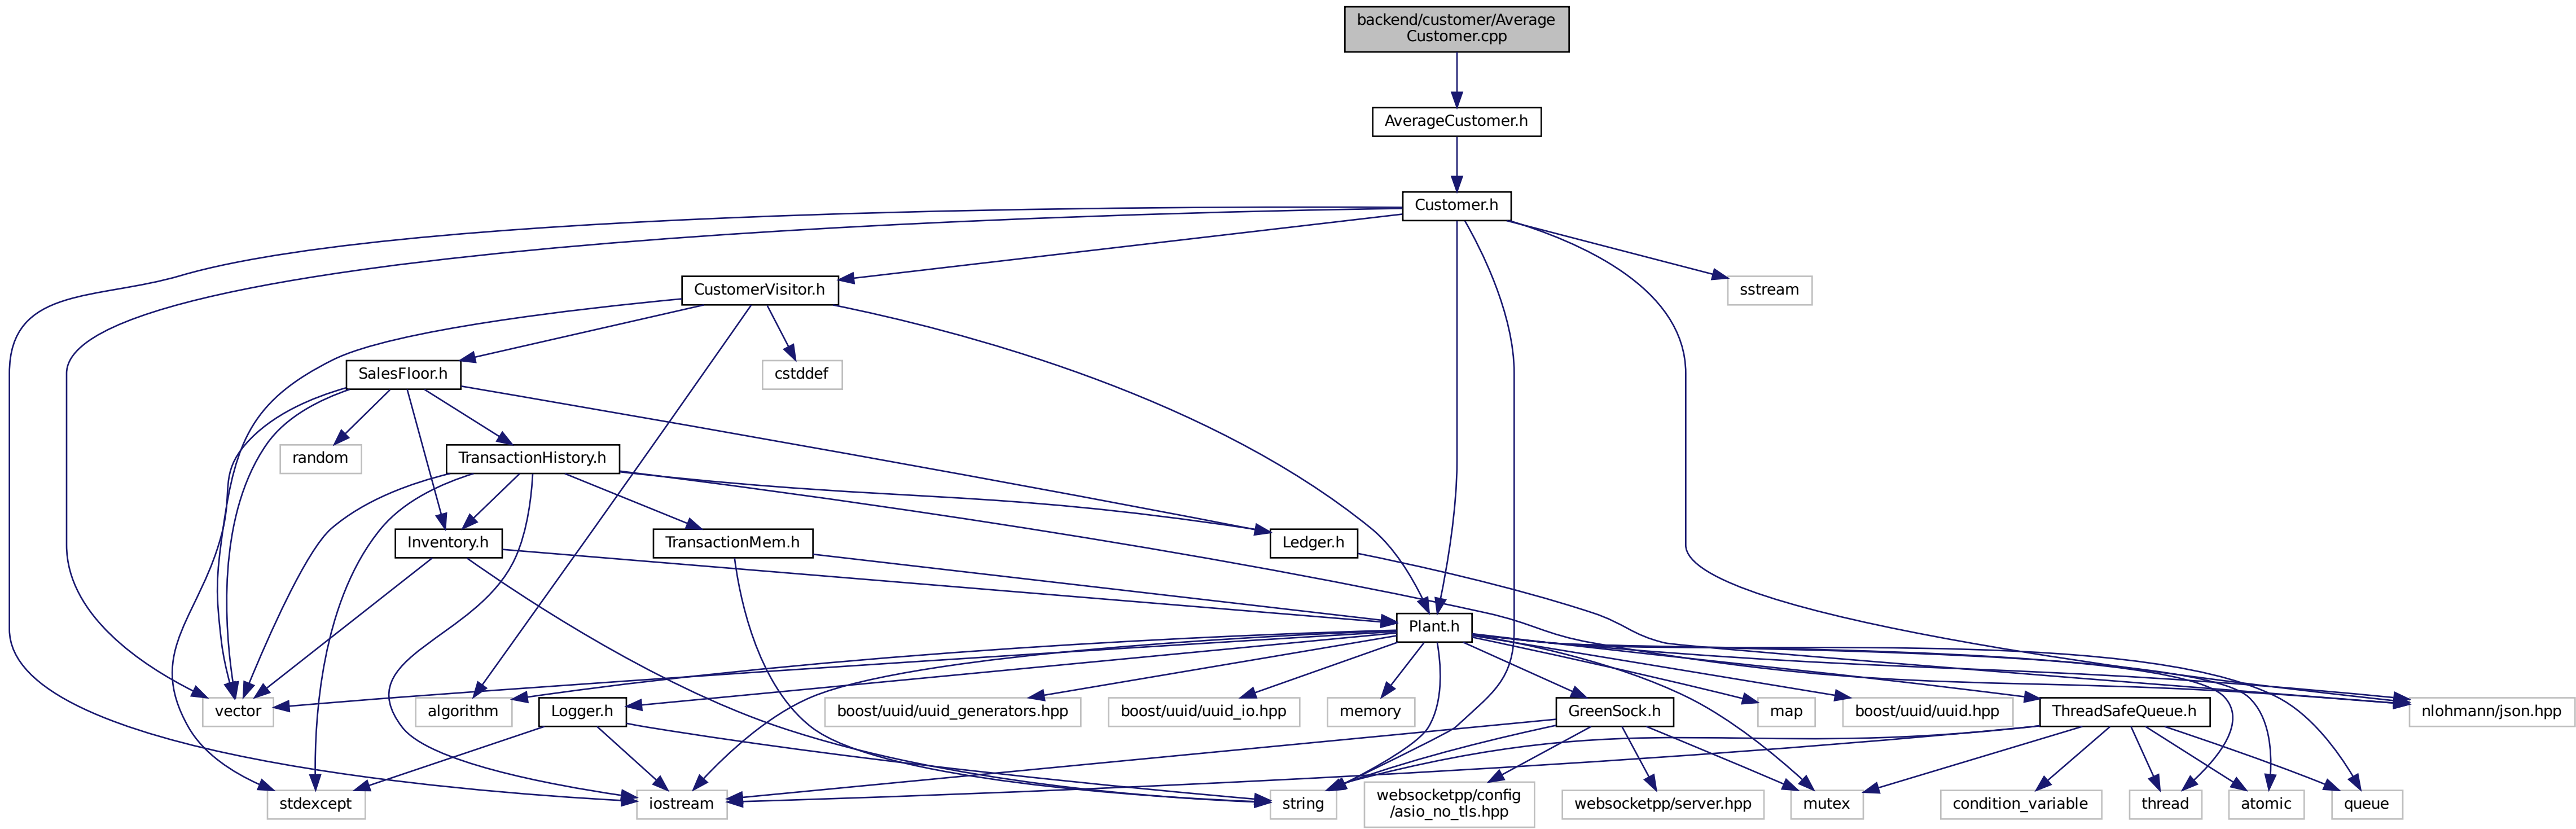 backend/customer/Average
Customer.cpp
AverageCustomer.h
Customer.h
CustomerVisitor.h
sstream
SalesFloor.h
cstddef
random
TransactionHistory.h
Inventory.h
TransactionMem.h
Ledger.h
Plant.h
vector
algorithm
Logger.h
boost/uuid/uuid_generators.hpp
boost/uuid/uuid_io.hpp
memory
GreenSock.h
map
boost/uuid/uuid.hpp
ThreadSafeQueue.h
nlohmann/json.hpp
stdexcept
iostream
string
websocketpp/config
/asio_no_tls.hpp
websocketpp/server.hpp
mutex
condition_variable
thread
atomic
queue